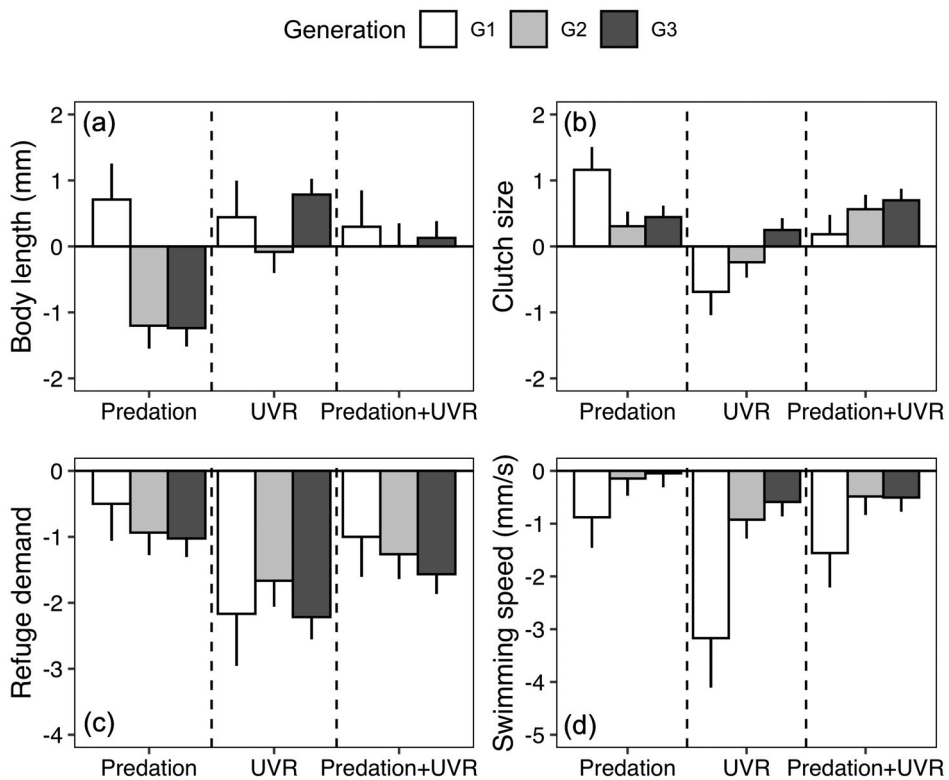 Generation G1 G2 G3
(a)
Body length (mm)
2
1
0
-1
-2
Predation UVR Predation+UVR
(b)
Clutch size
2
1
0
-1
-2
Predation UVR Predation+UVR
(c)
Refuge demand
0
-1
-2
-3
-4
Predation UVR Predation+UVR
(d)
Swimming speed (mm/s)
0
-1
-2
-3
-4
-5
Predation UVR Predation+UVR